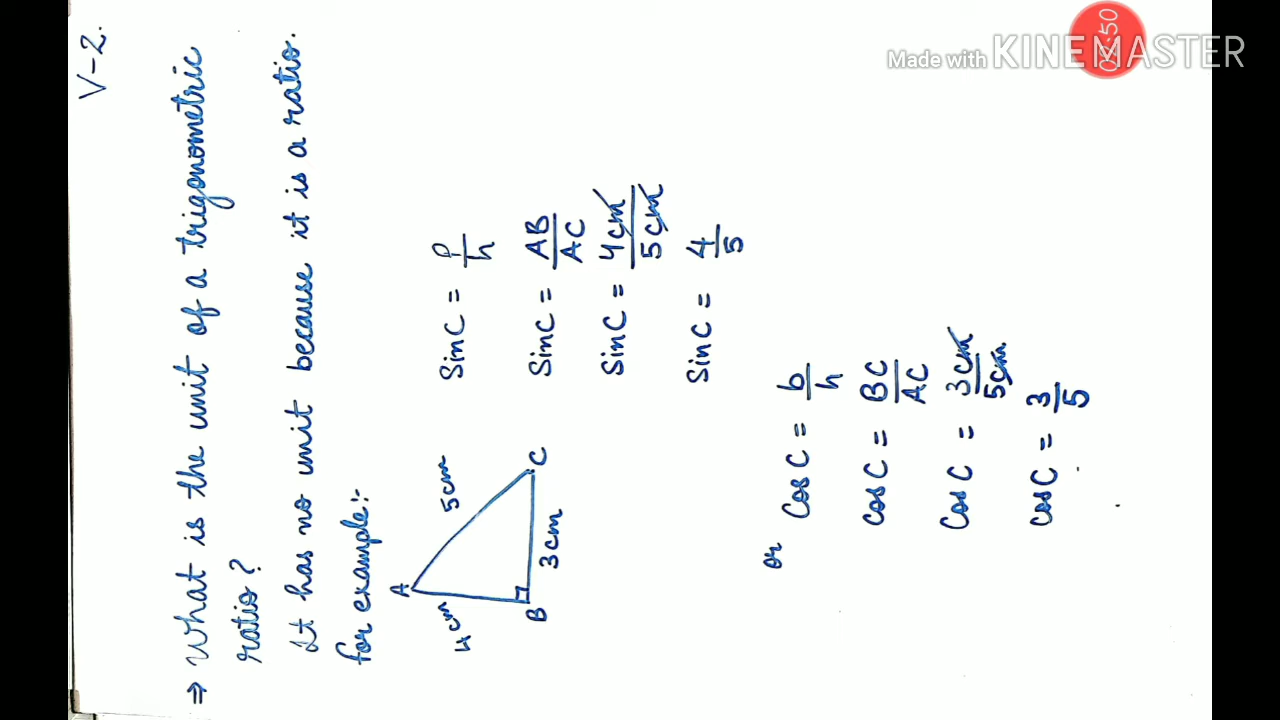 V-2.
⇒ What is the unit of a trigonometric
ratio?
It has no unit because it is a ratio.
for example:-
A
4cm
5cm
B
3cm
C
Sin C = p/h
Sin C = AB/AC
Sin C = 4cm/5cm
Sin C = 4/5
or
Cos C = b/h
Cos C = BC/AC
Cos C = 3cm/5cm
Cos C = 3/5
Made with KINEMASTER